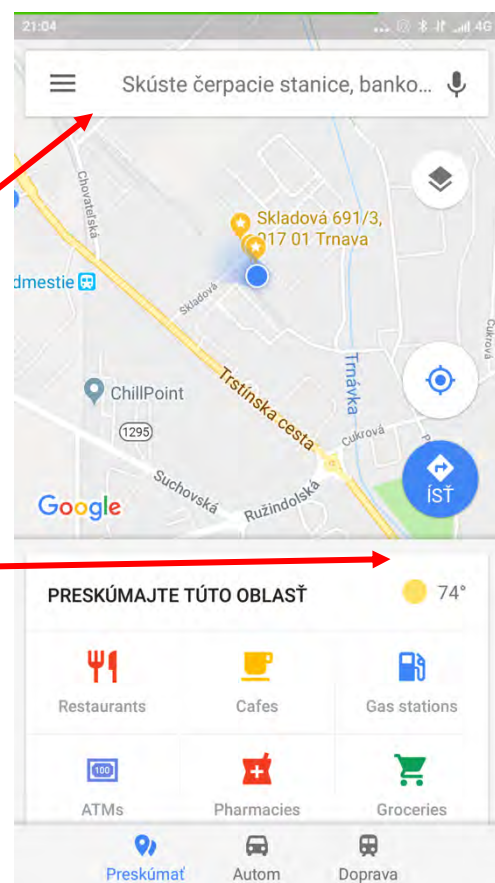 21:04
4G
Skúste čerpacie stanice, banko...
Chovateľská
Skladová 691/3,
917 01 Trnava
dmestie
Skladová
Cukrová
Trnávka
ChillPoint
Trstínska cesta
1295
Cukrová
Suchovská
Ružindolská
ÍSŤ
Google
PRESKÚMAJTE TÚTO OBLASŤ
74°
Restaurants
Cafes
Gas stations
100
ATMs
Pharmacies
Groceries
Preskúmať
Autom
Doprava